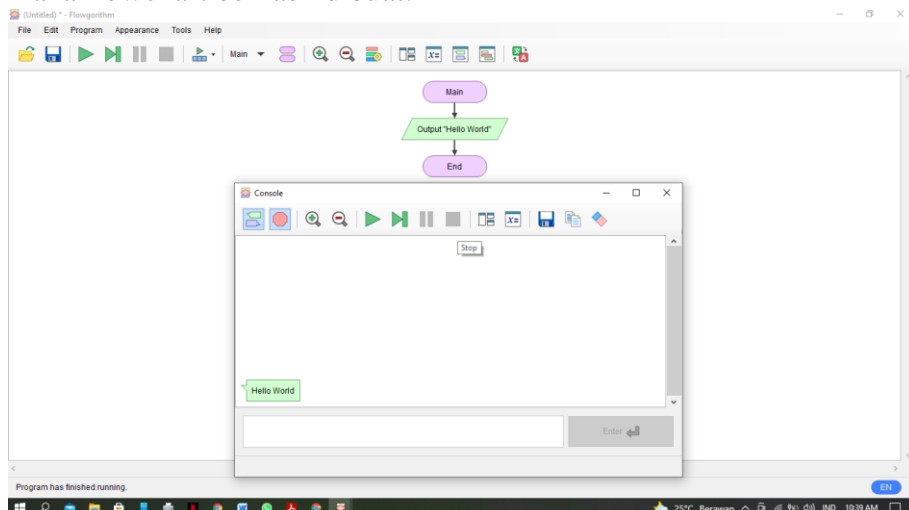 (Untitled) * - Flowgorithm
File Edit Program Appearance Tools Help
Main
Main
Output "Hello World"
End
Console
Stop
Hello World
Enter
Program has finished running.
EN
25°C Berawan IND 10:39 AM